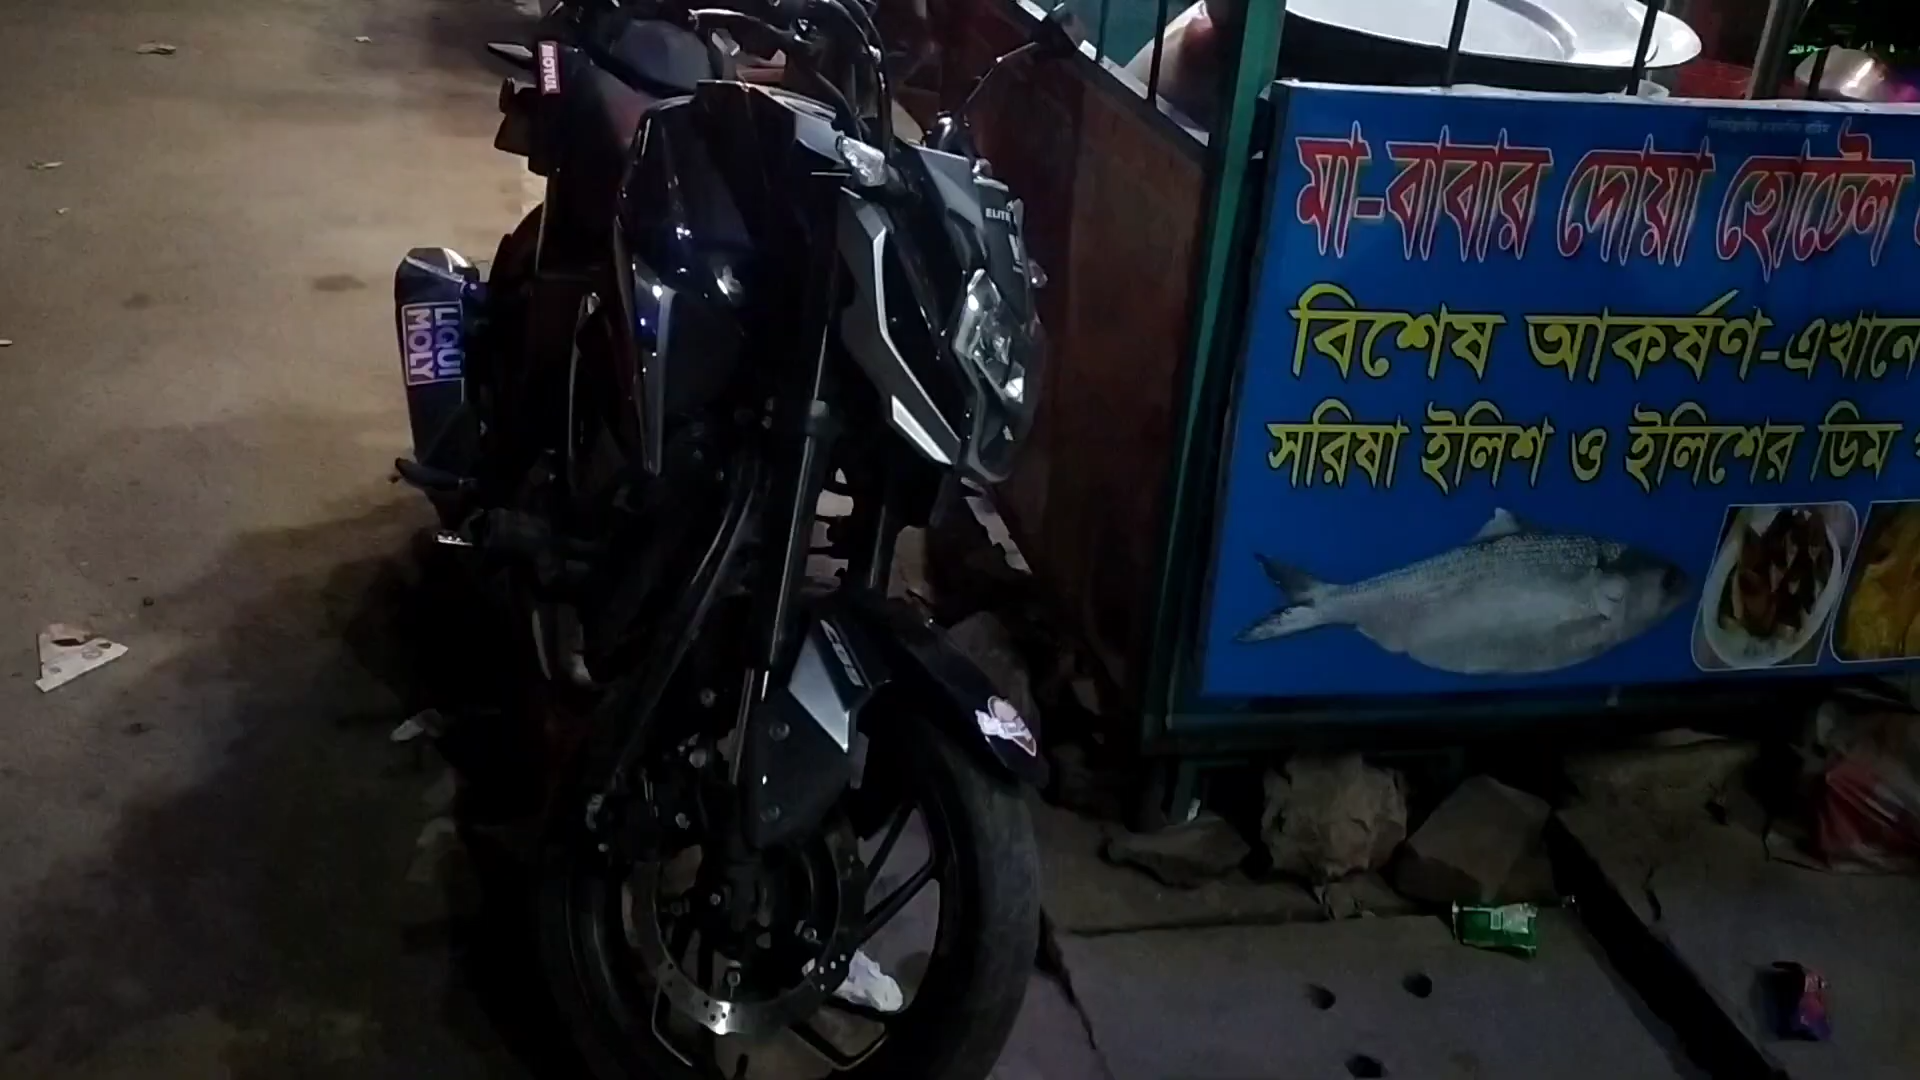 MOTUL
ELITE
LIQUI
MOLY
মা-বাবার দোয়া হোটেল
বিশেষ আকর্ষণ-এখানে
সরিষা ইলিশ ও ইলিশের ডিম